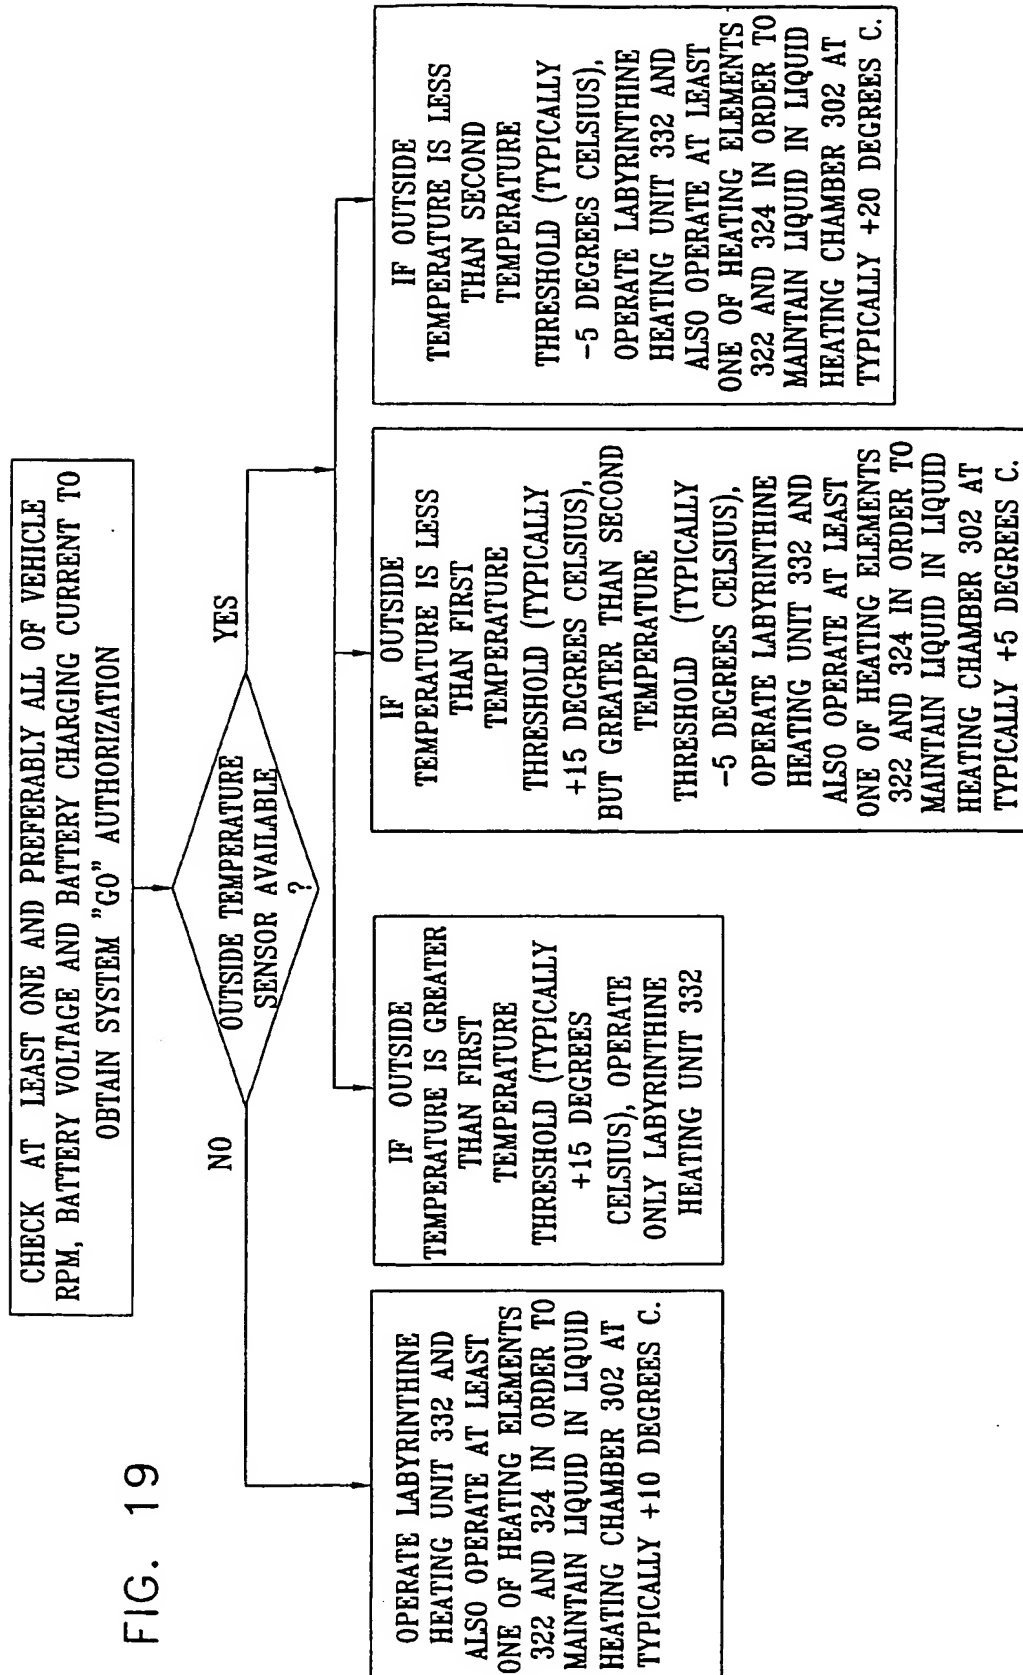 FIG. 19
CHECK AT LEAST ONE AND PREFERABLY ALL OF VEHICLE
RPM, BATTERY VOLTAGE AND BATTERY CHARGING CURRENT TO
OBTAIN SYSTEM "GO" AUTHORIZATION
OUTSIDE TEMPERATURE
SENSOR AVAILABLE
?
NO
YES
OPERATE LABYRINTHINE
HEATING UNIT 332 AND
ALSO OPERATE AT LEAST
ONE OF HEATING ELEMENTS
322 AND 324 IN ORDER TO
MAINTAIN LIQUID IN LIQUID
HEATING CHAMBER 302 AT
TYPICALLY +10 DEGREES C.
IF OUTSIDE
TEMPERATURE IS GREATER
THAN FIRST
TEMPERATURE
THRESHOLD (TYPICALLY
+15 DEGREES
CELSIUS), OPERATE
ONLY LABYRINTHINE
HEATING UNIT 332
IF OUTSIDE
TEMPERATURE IS LESS
THAN FIRST
TEMPERATURE
THRESHOLD (TYPICALLY
+15 DEGREES CELSIUS),
BUT GREATER THAN SECOND
TEMPERATURE
THRESHOLD (TYPICALLY
-5 DEGREES CELSIUS),
OPERATE LABYRINTHINE
HEATING UNIT 332 AND
ALSO OPERATE AT LEAST
ONE OF HEATING ELEMENTS
322 AND 324 IN ORDER TO
MAINTAIN LIQUID IN LIQUID
HEATING CHAMBER 302 AT
TYPICALLY +5 DEGREES C.
IF OUTSIDE
TEMPERATURE IS LESS
THAN SECOND
TEMPERATURE
THRESHOLD (TYPICALLY
-5 DEGREES CELSIUS),
OPERATE LABYRINTHINE
HEATING UNIT 332 AND
ALSO OPERATE AT LEAST
ONE OF HEATING ELEMENTS
322 AND 324 IN ORDER TO
MAINTAIN LIQUID IN LIQUID
HEATING CHAMBER 302 AT
TYPICALLY +20 DEGREES C.